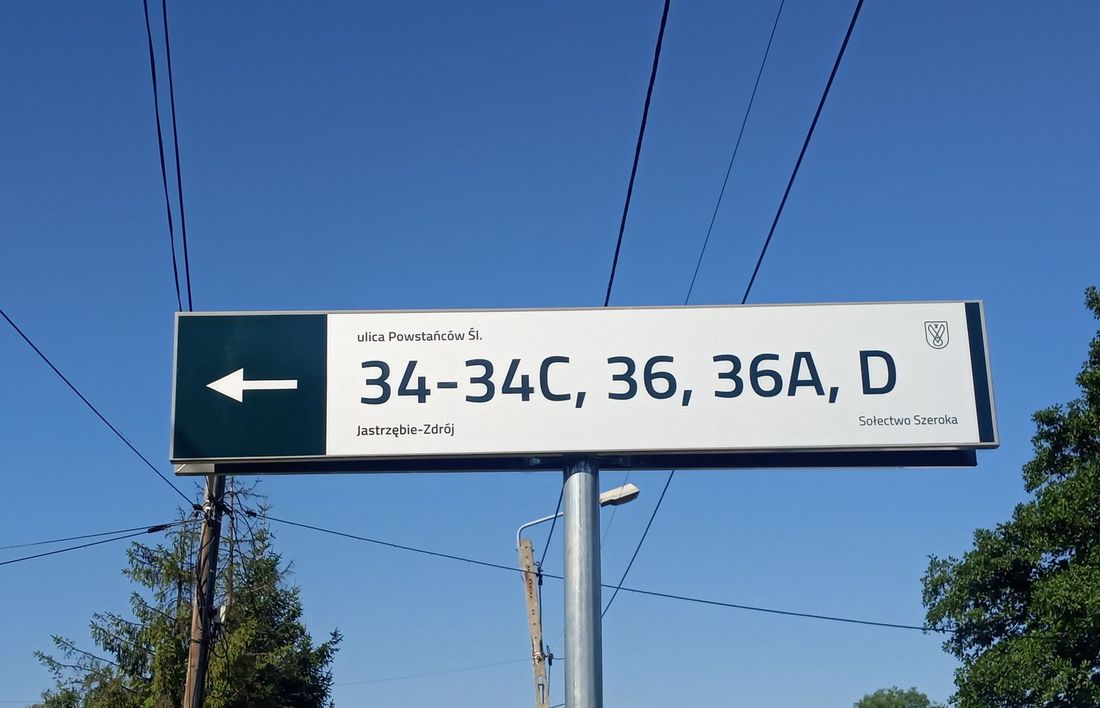 ulica Powstańców Śl.
34-34C, 36, 36A, D
Jastrzębie-Zdrój
Sołectwo Szeroka